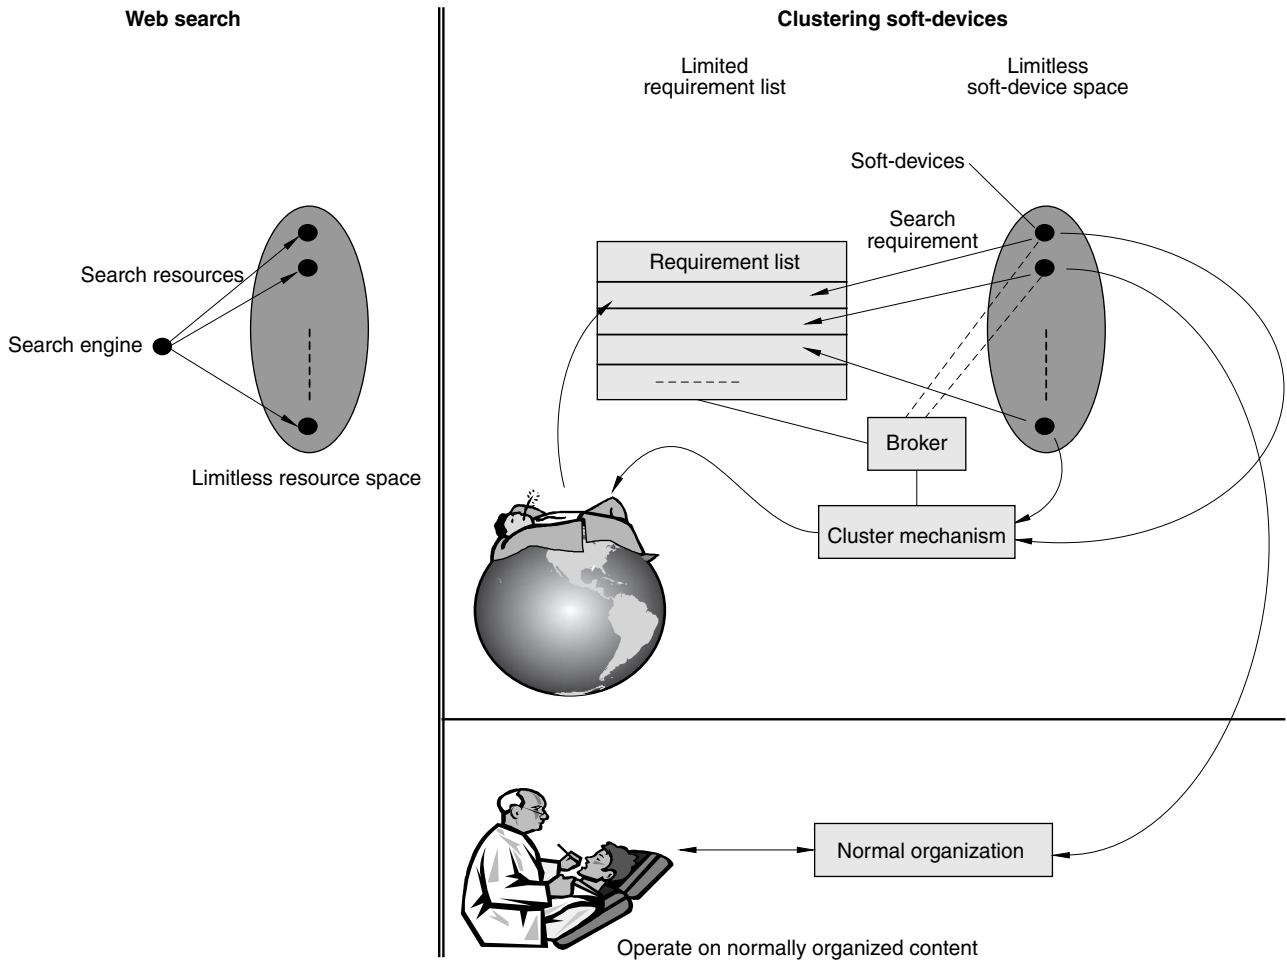 Web search
Search resources
Search engine
Limitless resource space
Clustering soft-devices
Limited
requirement list
Limitless
soft-device space
Soft-devices
Search
requirement
Requirement list
Broker
Cluster mechanism
Normal organization
Operate on normally organized content